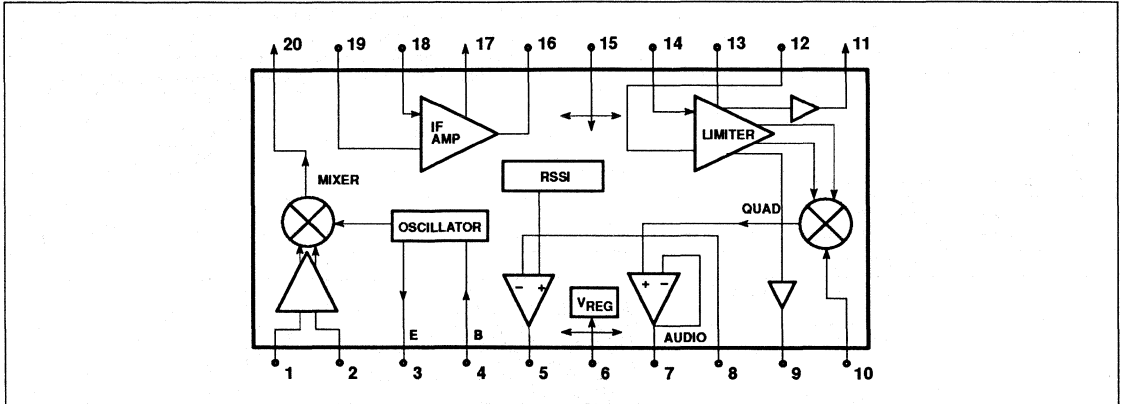 20 19 18 17 16 15 14 13 12 11
IF
AMP
LIMITER
RSSI
MIXER
QUAD
OSCILLATOR
- +
+ -
VREG
E B AUDIO
1 2 3 4 5 6 7 8 9 10